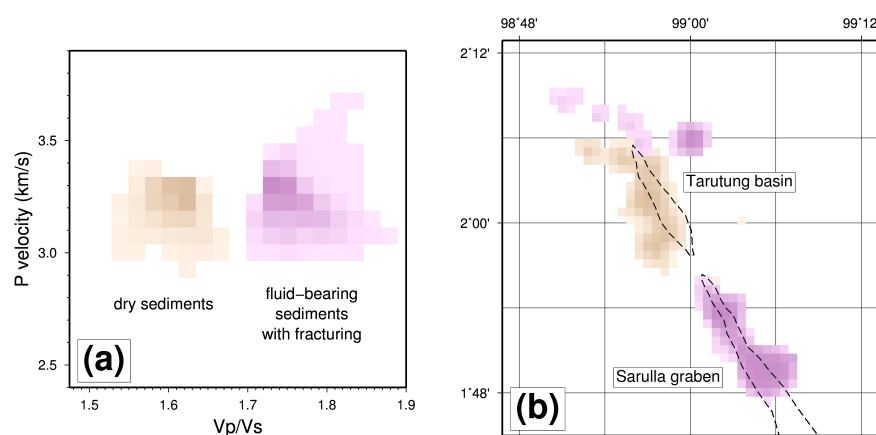 3.5
3.0
2.5
P velocity (km/s)
dry sediments
fluid−bearing
sediments
with fracturing
(a)
1.5 1.6 1.7 1.8 1.9
Vp/Vs
98˚48' 99˚00' 99˚12'
2˚12'
2˚00'
1˚48'
Tarutung basin
Sarulla graben
(b)